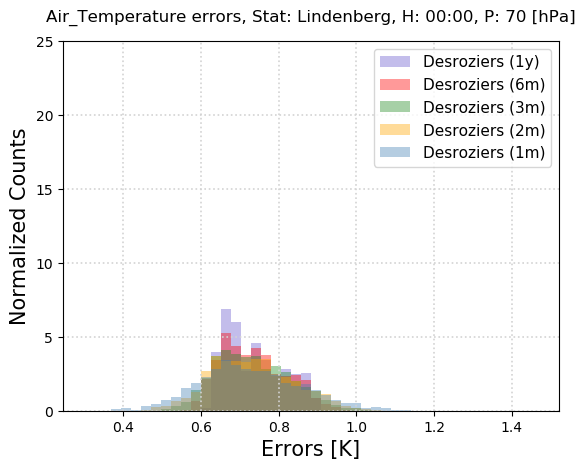 Air_Temperature errors, Stat: Lindenberg, H: 00:00, P: 70 [hPa]
25
20
15
10
5
0
Normalized Counts
Desroziers (1y)
Desroziers (6m)
Desroziers (3m)
Desroziers (2m)
Desroziers (1m)
0.4 0.6 0.8 1.0 1.2 1.4
Errors [K]